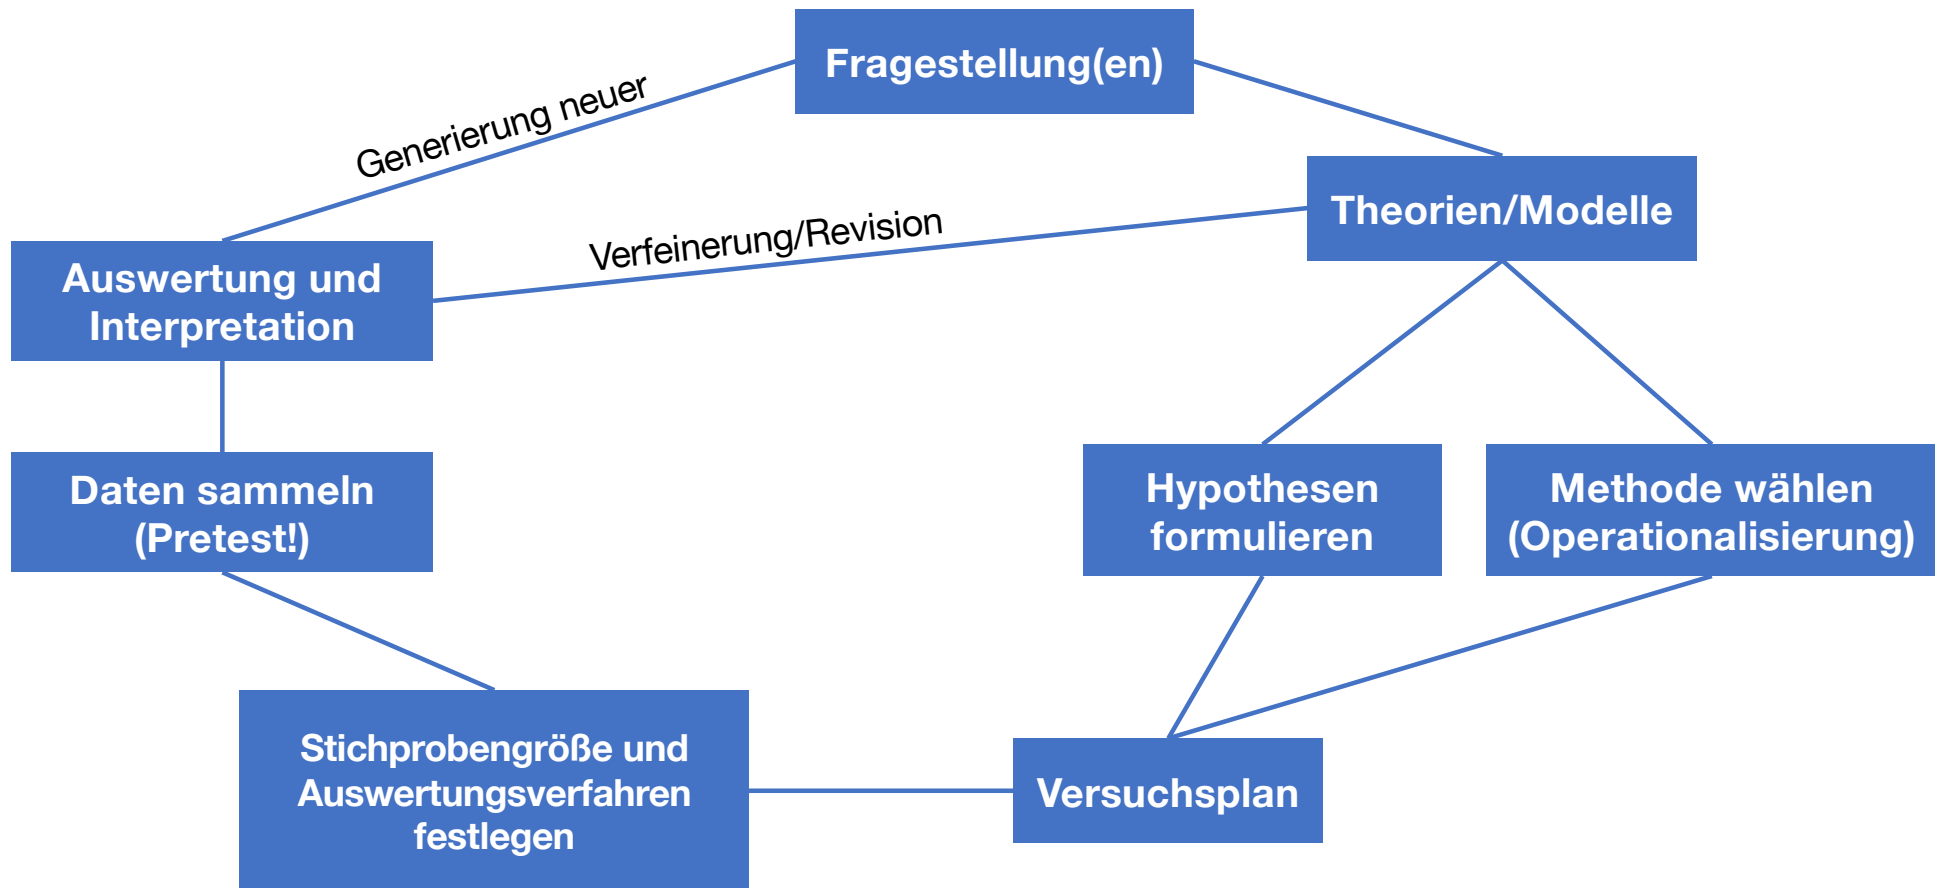 Fragestellung(en)
Generierung neuer
Theorien/Modelle
Verfeinerung/Revision
Auswertung und
Interpretation
Daten sammeln
(Pretest!)
Hypothesen
formulieren
Methode wählen
(Operationalisierung)
Stichprobengröße und
Auswertungsverfahren
festlegen
Versuchsplan